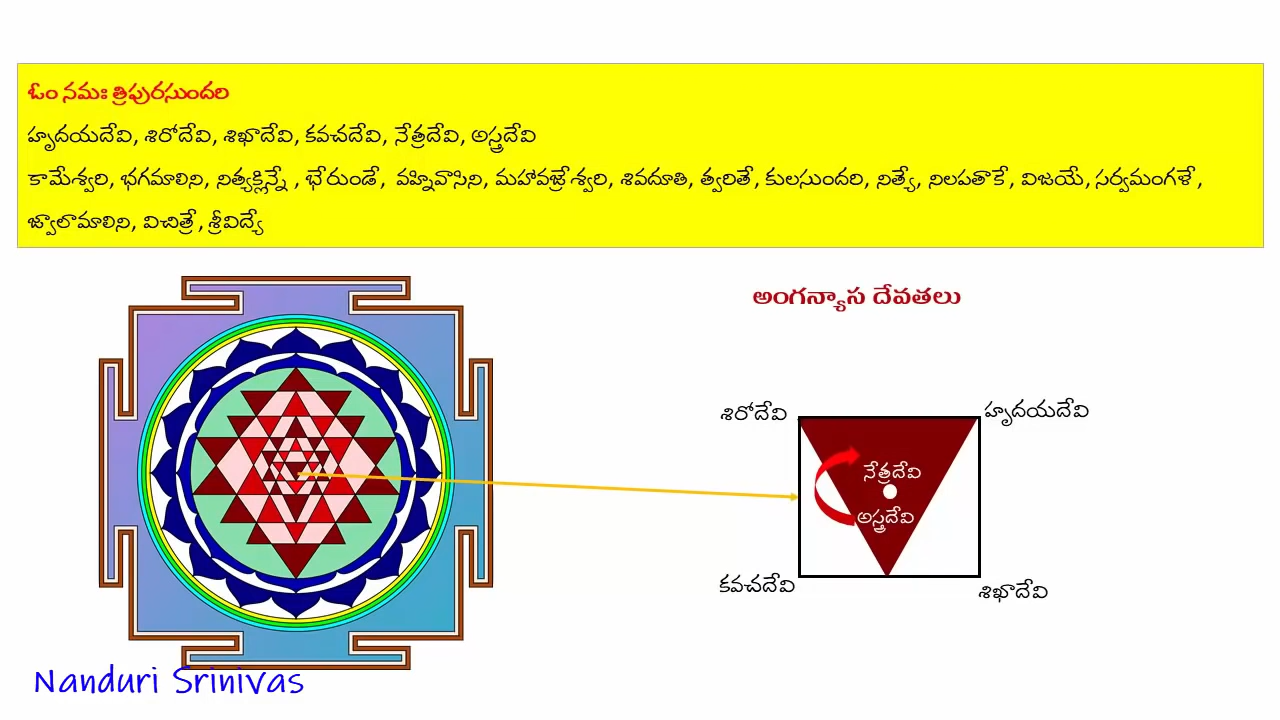 ఓం నమః త్రిపురసుందరి
హృదయదేవి, శిరోదేవి, శిఖాదేవి, కవచదేవి, నేత్రదేవి, అస్త్రదేవి
కామేశ్వరి, భగమాలిని, నిత్యక్లిన్నే , భేరుండే, వహ్నివాసిని, మహావజ్రేశ్వరి, శివదూతి, త్వరితే, కులసుందరి, నిత్యే, నిలపతాకే, విజయే, సర్వమంగళే,
జ్వాలామాలిని, విచిత్రే, శ్రీవిద్యే
అంగన్యాస దేవతలు
శిరోదేవి
హృదయదేవి
నేత్రదేవి
అస్త్రదేవి
కవచదేవి
శిఖాదేవి
Nanduri Srinivas